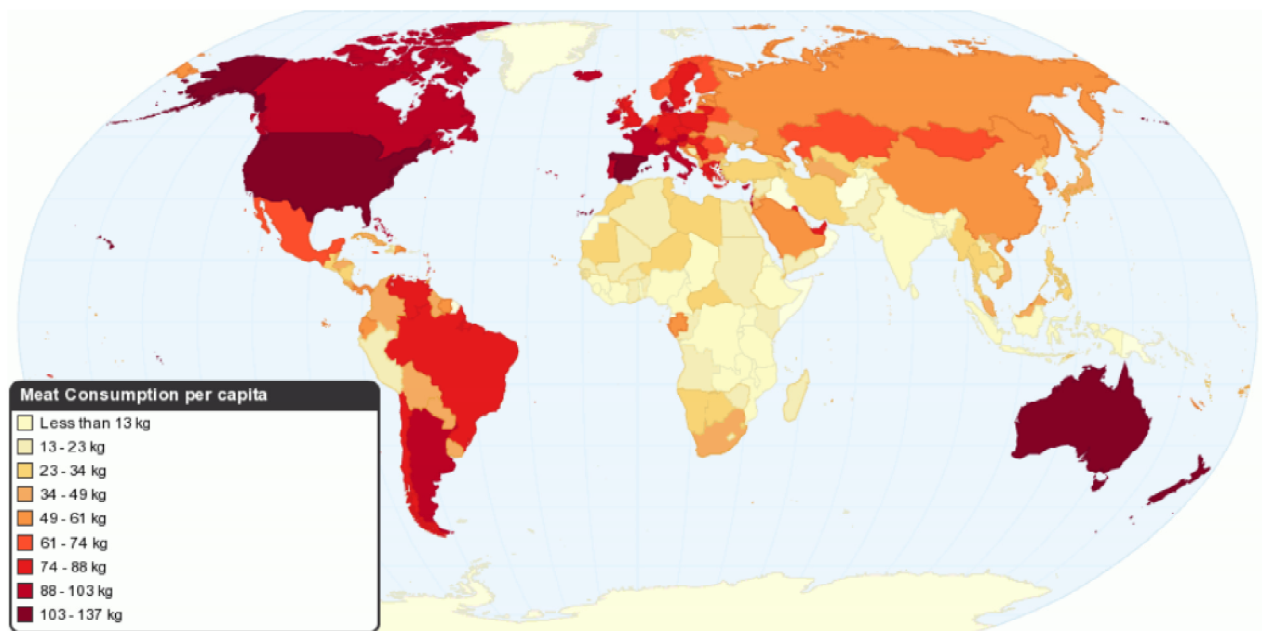 Meat Consumption per capita
Less than 13 kg
13 - 23 kg
23 - 34 kg
34 - 49 kg
49 - 61 kg
61 - 74 kg
74 - 88 kg
88 - 103 kg
103 - 137 kg